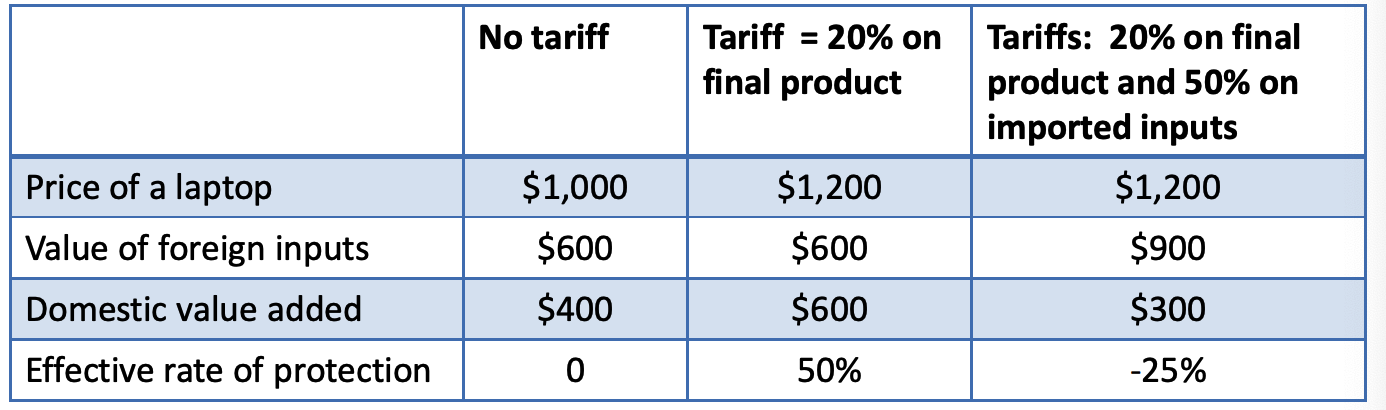 No tariff
Tariff = 20% on
final product
Tariffs: 20% on final
product and 50% on
imported inputs
Price of a laptop $1,000 $1,200 $1,200
Value of foreign inputs $600 $600 $900
Domestic value added $400 $600 $300
Effective rate of protection 0 50% -25%